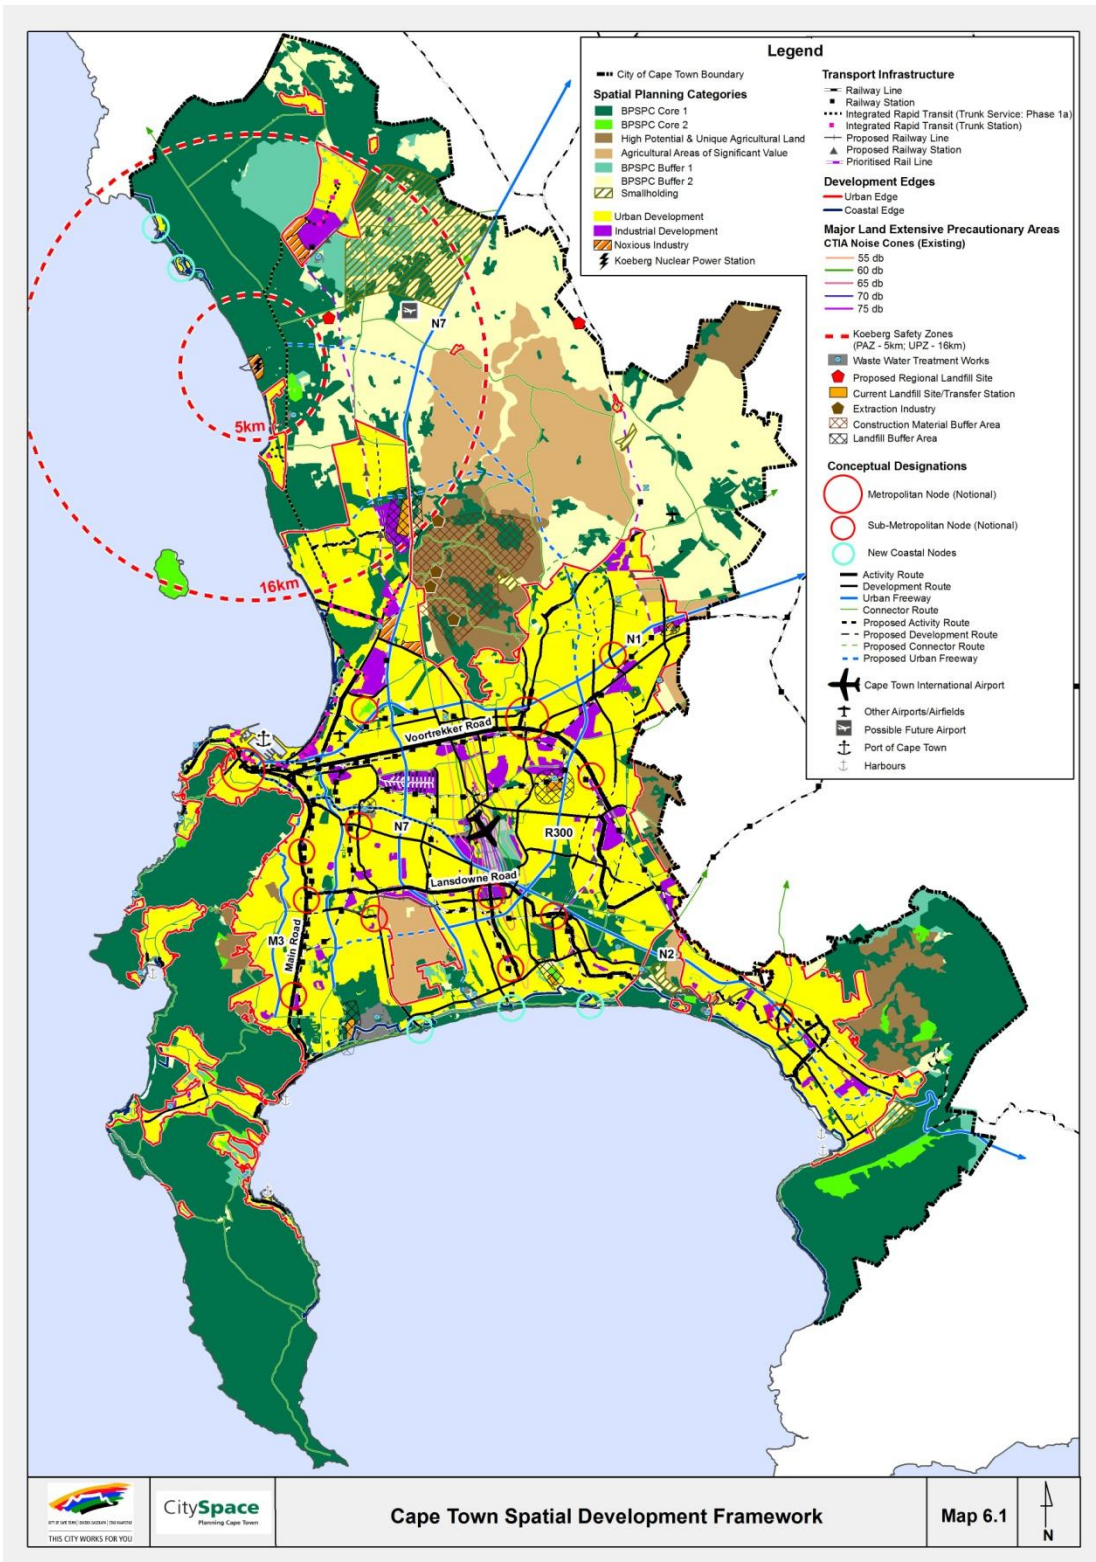 Legend
City of Cape Town Boundary
Spatial Planning Categories
BPSPC Core 1
BPSPC Core 2
High Potential & Unique Agricultural Land
Agricultural Areas of Significant Value
BPSPC Buffer 1
BPSPC Buffer 2
Smallholding
Urban Development
Industrial Development
Noxious Industry
Koeberg Nuclear Power Station
Transport Infrastructure
Railway Line
Railway Station
Integrated Rapid Transit (Trunk Service: Phase 1a)
Integrated Rapid Transit (Trunk Station)
Proposed Railway Line
Proposed Railway Station
Prioritised Rail Line
Development Edges
Urban Edge
Coastal Edge
Major Land Extensive Precautionary Areas
CTIA Noise Cones (Existing)
55 db
60 db
65 db
70 db
75 db
Koeberg Safety Zones
(PAZ - 5km; UPZ - 16km)
Waste Water Treatment Works
Proposed Regional Landfill Site
Current Landfill Site/Transfer Station
Extraction Industry
Construction Material Buffer Area
Landfill Buffer Area
Conceptual Designations
Metropolitan Node (Notional)
Sub-Metropolitan Node (Notional)
New Coastal Nodes
Activity Route
Development Route
Urban Freeway
Connector Route
Proposed Activity Route
Proposed Development Route
Proposed Connector Route
Proposed Urban Freeway
Cape Town International Airport
Other Airports/Airfields
Possible Future Airport
Port of Cape Town
Harbours
N7
5km
16km
N1
Voortrekker Road
N7
R300
Lansdowne Road
M3
Main Road
N2
THIS CITY WORKS FOR YOU
CitySpace
Planning Cape Town
Cape Town Spatial Development Framework
Map 6.1
N